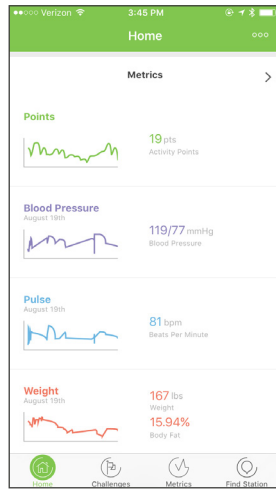 Verizon 3:45 PM
Home
Metrics
Points
19 pts
Activity Points
Blood Pressure
August 19th
119/77 mmHg
Blood Pressure
Pulse
August 19th
81 bpm
Beats Per Minute
Weight
August 19th
167 lbs
Weight
15.94%
Body Fat
Home Challenges Metrics Find Station